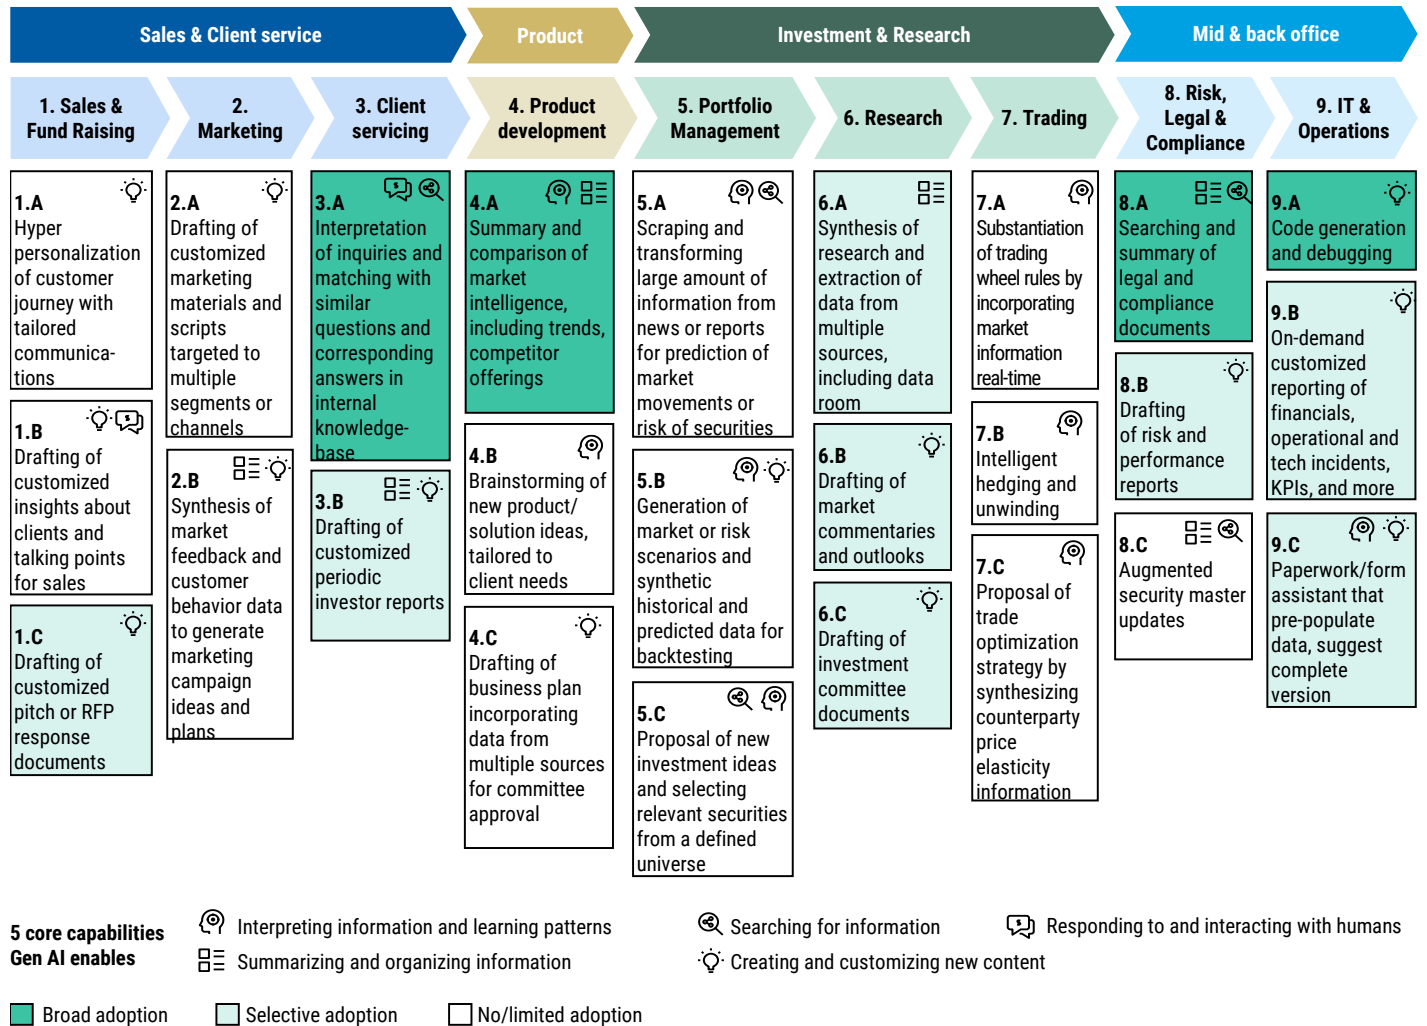 Sales & Client service
Product
Investment & Research
Mid & back office
1. Sales &
Fund Raising
2.
Marketing
3. Client
servicing
4. Product
development
5. Portfolio
Management
6. Research
7. Trading
8. Risk,
Legal &
Compliance
9. IT &
Operations
1.A
Hyper
personalization
of customer
journey with
tailored
communica-
tions
1.B
Drafting of
customized
insights about
clients and
talking points
for sales
1.C
Drafting of
customized
pitch or RFP
response
documents
2.A
Drafting of
customized
marketing
materials and
scripts
targeted to
multiple
segments or
channels
2.B
Synthesis of
market
feedback and
customer
behavior data
to generate
marketing
campaign
ideas and
plans
3.A
Interpretation
of inquiries and
matching with
similar
questions and
corresponding
answers in
internal
knowledge-
base
3.B
Drafting of
customized
periodic
investor reports
4.A
Summary and
comparison of
market
intelligence,
including trends,
competitor
offerings
4.B
Brainstorming of
new product/
solution ideas,
tailored to
client needs
4.C
Drafting of
business plan
incorporating
data from
multiple sources
for committee
approval
5.A
Scraping and
transforming
large amount of
information from
news or reports
for prediction of
market
movements or
risk of securities
5.B
Generation of
market or risk
scenarios and
synthetic
historical and
predicted data for
backtesting
5.C
Proposal of new
investment ideas
and selecting
relevant securities
from a defined
universe
6.A
Synthesis of
research and
extraction of
data from
multiple
sources,
including data
room
6.B
Drafting of
market
commentaries
and outlooks
6.C
Drafting of
investment
committee
documents
7.A
Substantiation
of trading
wheel rules by
incorporating
market
information
real-time
7.B
Intelligent
hedging and
unwinding
7.C
Proposal of
trade
optimization
strategy by
synthesizing
counterparty
price
elasticity
information
8.A
Searching and
summary of
legal and
compliance
documents
8.B
Drafting
of risk and
performance
reports
8.C
Augmented
security master
updates
9.A
Code generation
and debugging
9.B
On-demand
customized
reporting of
financials,
operational and
tech incidents,
KPIs, and more
9.C
Paperwork/form
assistant that
pre-populate
data, suggest
complete
version
5 core capabilities
Gen AI enables
Interpreting information and learning patterns
Searching for information
Responding to and interacting with humans
Summarizing and organizing information
Creating and customizing new content
Broad adoption
Selective adoption
No/limited adoption